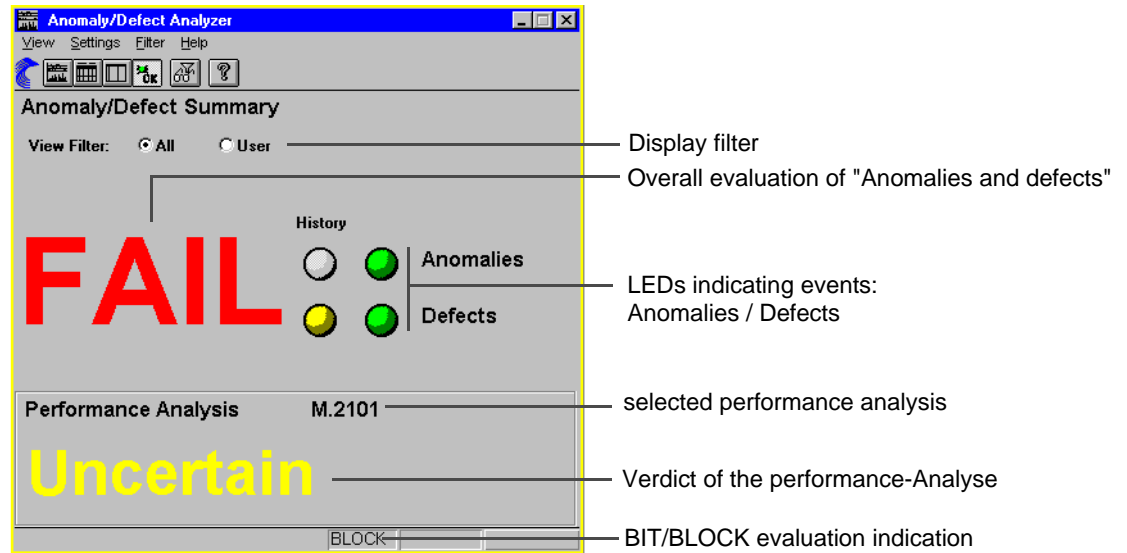 Anomaly/Defect Analyzer
View Settings Filter Help
OK ?
Anomaly/Defect Summary
View Filter: All User
Display filter
Overall evaluation of "Anomalies and defects"
History
FAIL
Anomalies
Defects
LEDs indicating events:
Anomalies / Defects
Performance Analysis M.2101
selected performance analysis
Uncertain
Verdict of the performance-Analyse
BLOCK
BIT/BLOCK evaluation indication